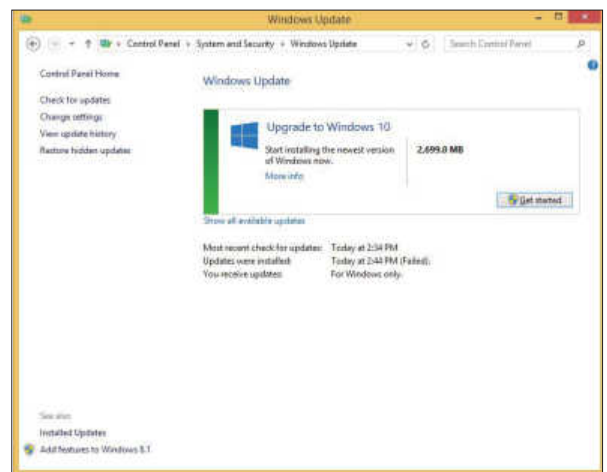 Windows Update
Control Panel System and Security Windows Update Search Control Panel
Control Panel Home
Check for updates
Change settings
View update history
Restore hidden updates
Windows Update
Upgrade to Windows 10
Start installing the newest version 2,699.0 MB
of Windows now.
More info
Get started
Show all available updates
Most recent check for updates: Today at 2:34 PM
Updates were installed: Today at 2:44 PM (Failed).
You receive updates: For Windows only.
See also
Installed Updates
Add features to Windows 8.1